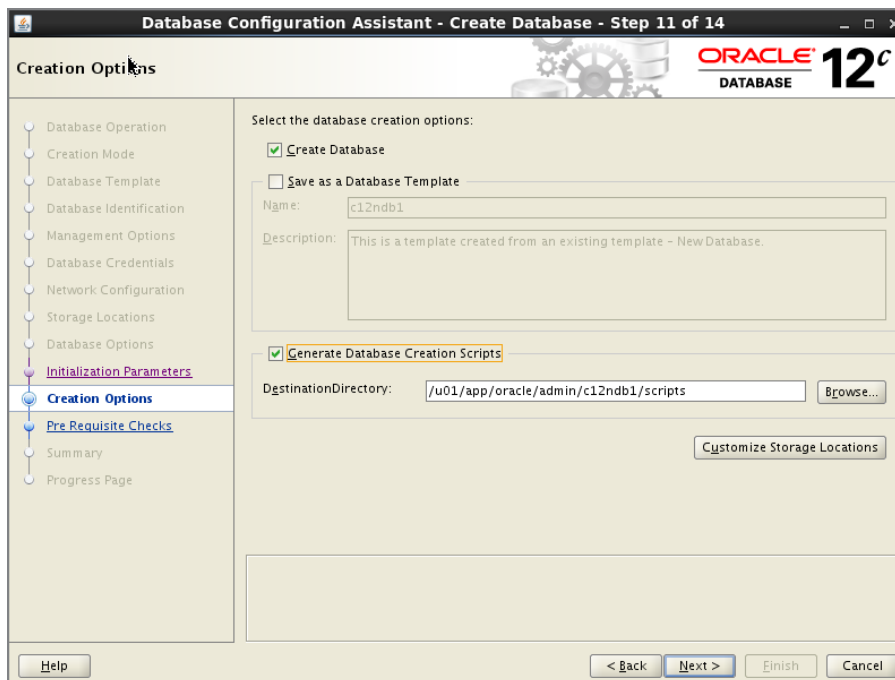 Database Configuration Assistant - Create Database - Step 11 of 14
Creation Options
ORACLE
DATABASE
12c
Database Operation
Creation Mode
Database Template
Database Identification
Management Options
Database Credentials
Network Configuration
Storage Locations
Database Options
Initialization Parameters
Creation Options
Pre Requisite Checks
Summary
Progress Page
Select the database creation options:
Create Database
Save as a Database Template
Name: c12ndb1
Description: This is a template created from an existing template - New Database.
Generate Database Creation Scripts
DestinationDirectory: /u01/app/oracle/admin/c12ndb1/scripts Browse...
Customize Storage Locations
Help < Back Next > Finish Cancel